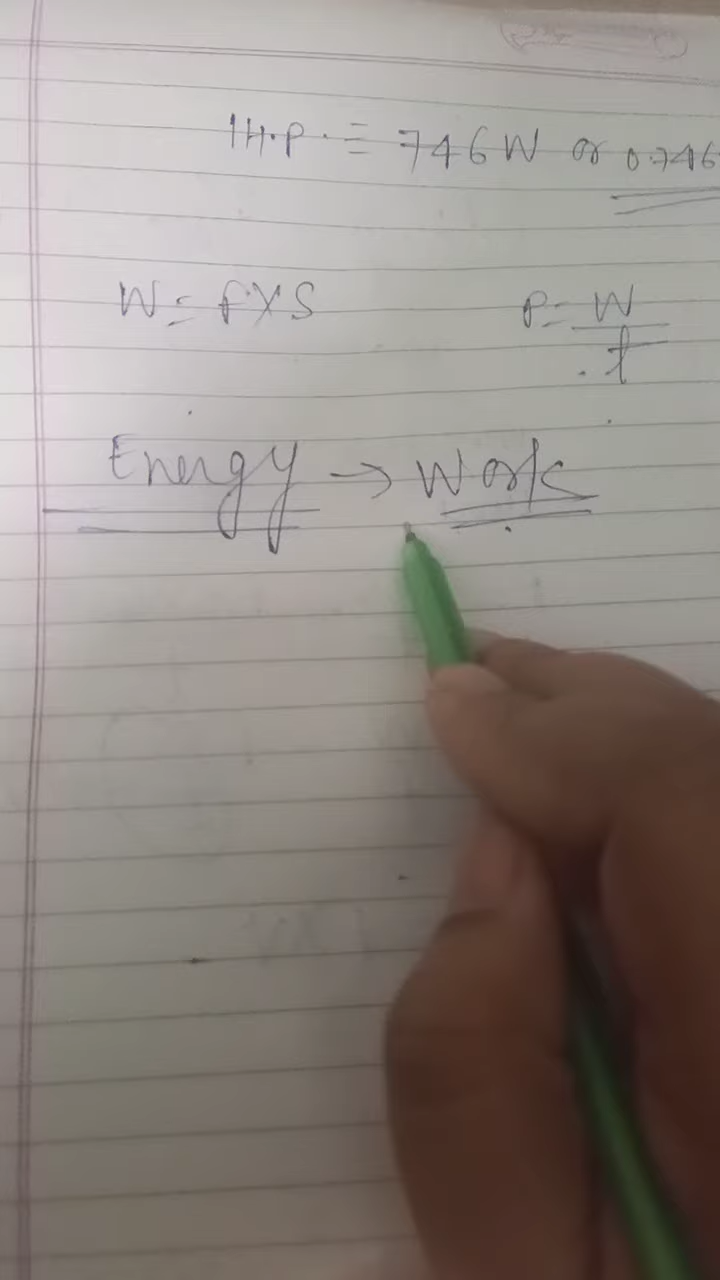 1H.P. = 746W or 0.746
W = F×S P = W
t
Energy → Work